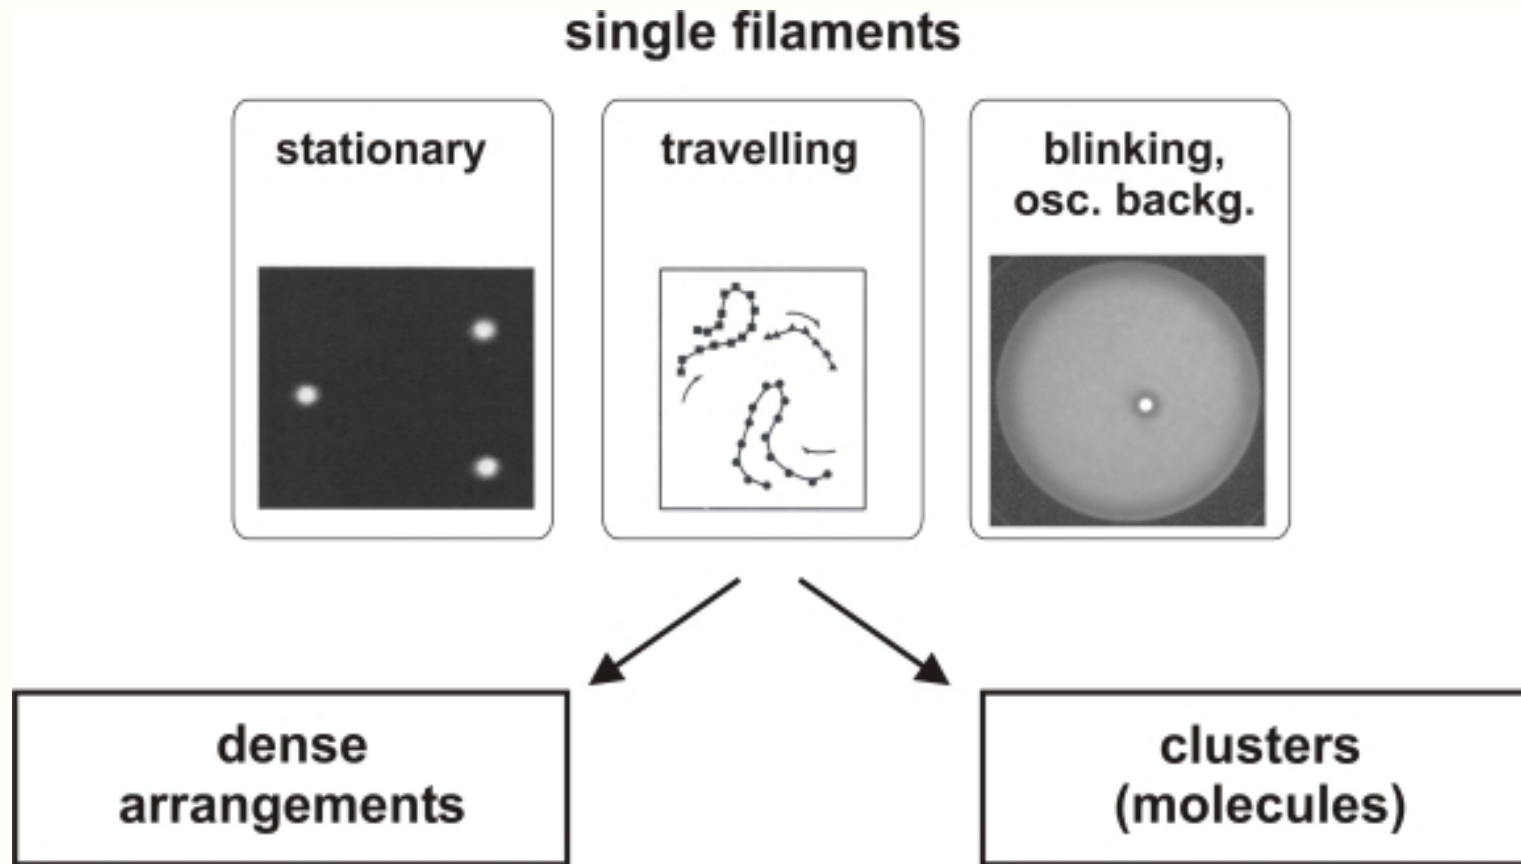 single filaments
stationary
travelling
blinking,
osc. backg.
dense
arrangements
clusters
(molecules)